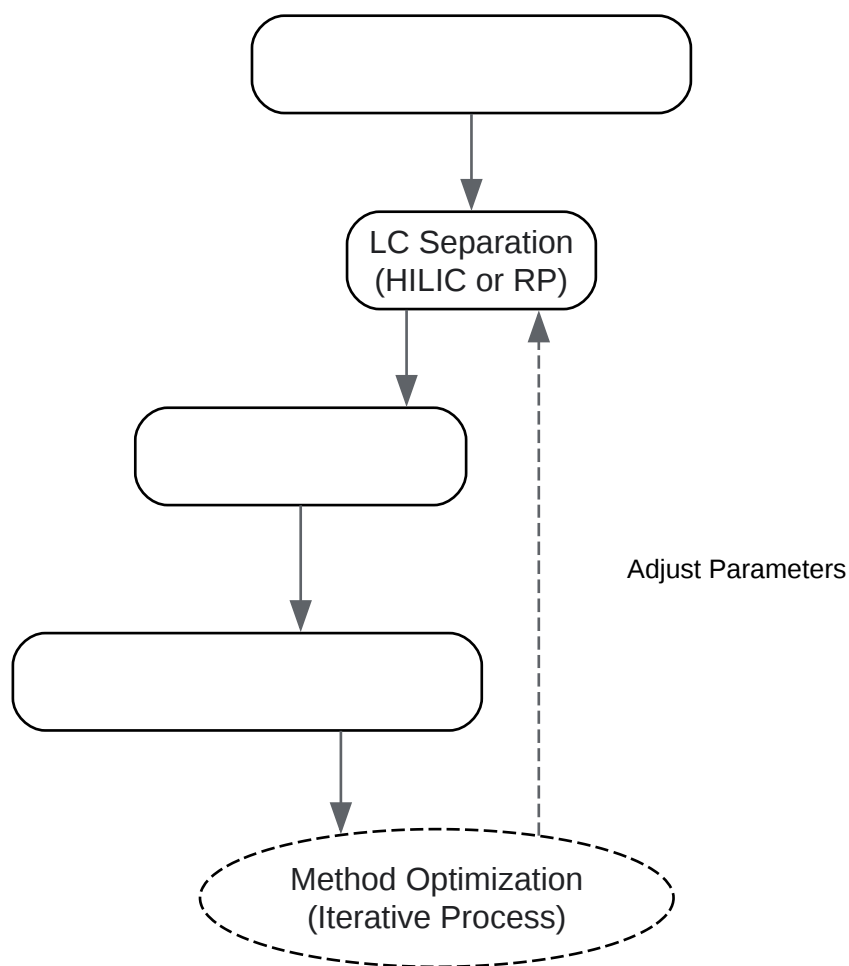 LC Separation
(HILIC or RP)
Adjust Parameters
Method Optimization
(Iterative Process)